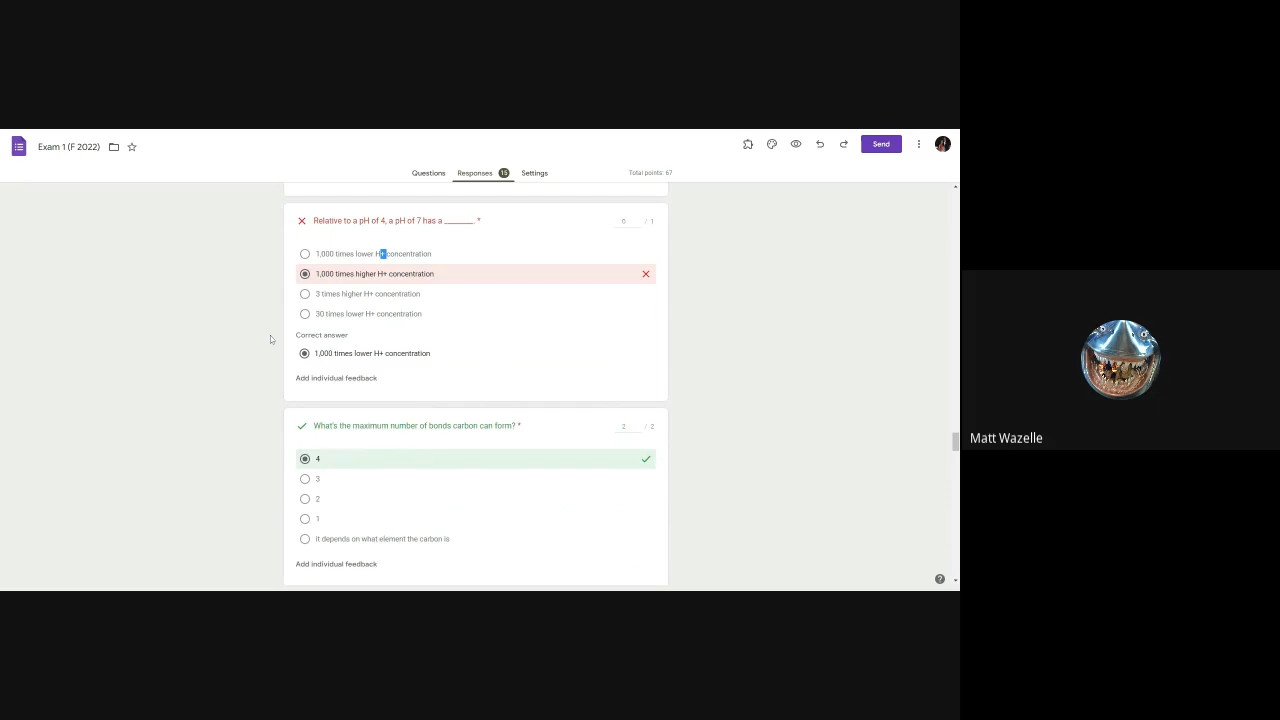 Exam 1 (F 2022)
Send
Questions
Responses 15
Settings
Total points: 67
Relative to a pH of 4, a pH of 7 has a ________. *
0 / 1
1,000 times lower H+ concentration
1,000 times higher H+ concentration
3 times higher H+ concentration
30 times lower H+ concentration
Correct answer
1,000 times lower H+ concentration
Add individual feedback
What's the maximum number of bonds carbon can form? *
2 / 2
4
3
2
1
It depends on what element the carbon is
Add individual feedback
Matt Wazelle